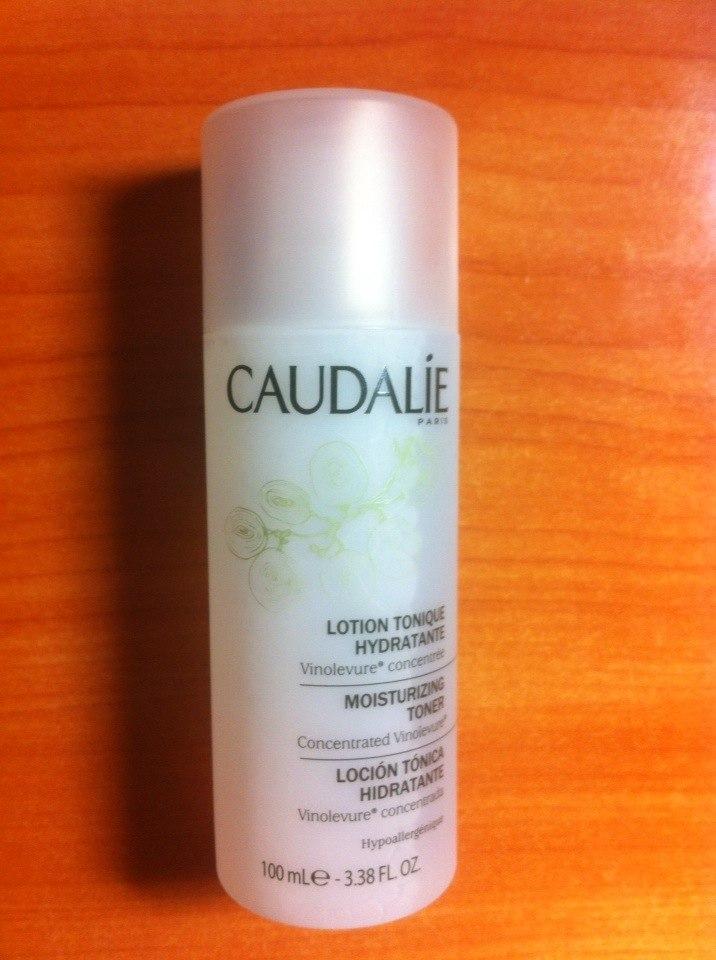 CAUDALÍE
PARIS
LOTION TONIQUE
HYDRATANTE
Vinolevure® concentrée
MOISTURIZING
TONER
Concentrated Vinolevure®
LOCIÓN TÓNICA
HIDRATANTE
Vinolevure® concentrada
Hypoallergénique
100 mL℮ - 3.38 FL. OZ.